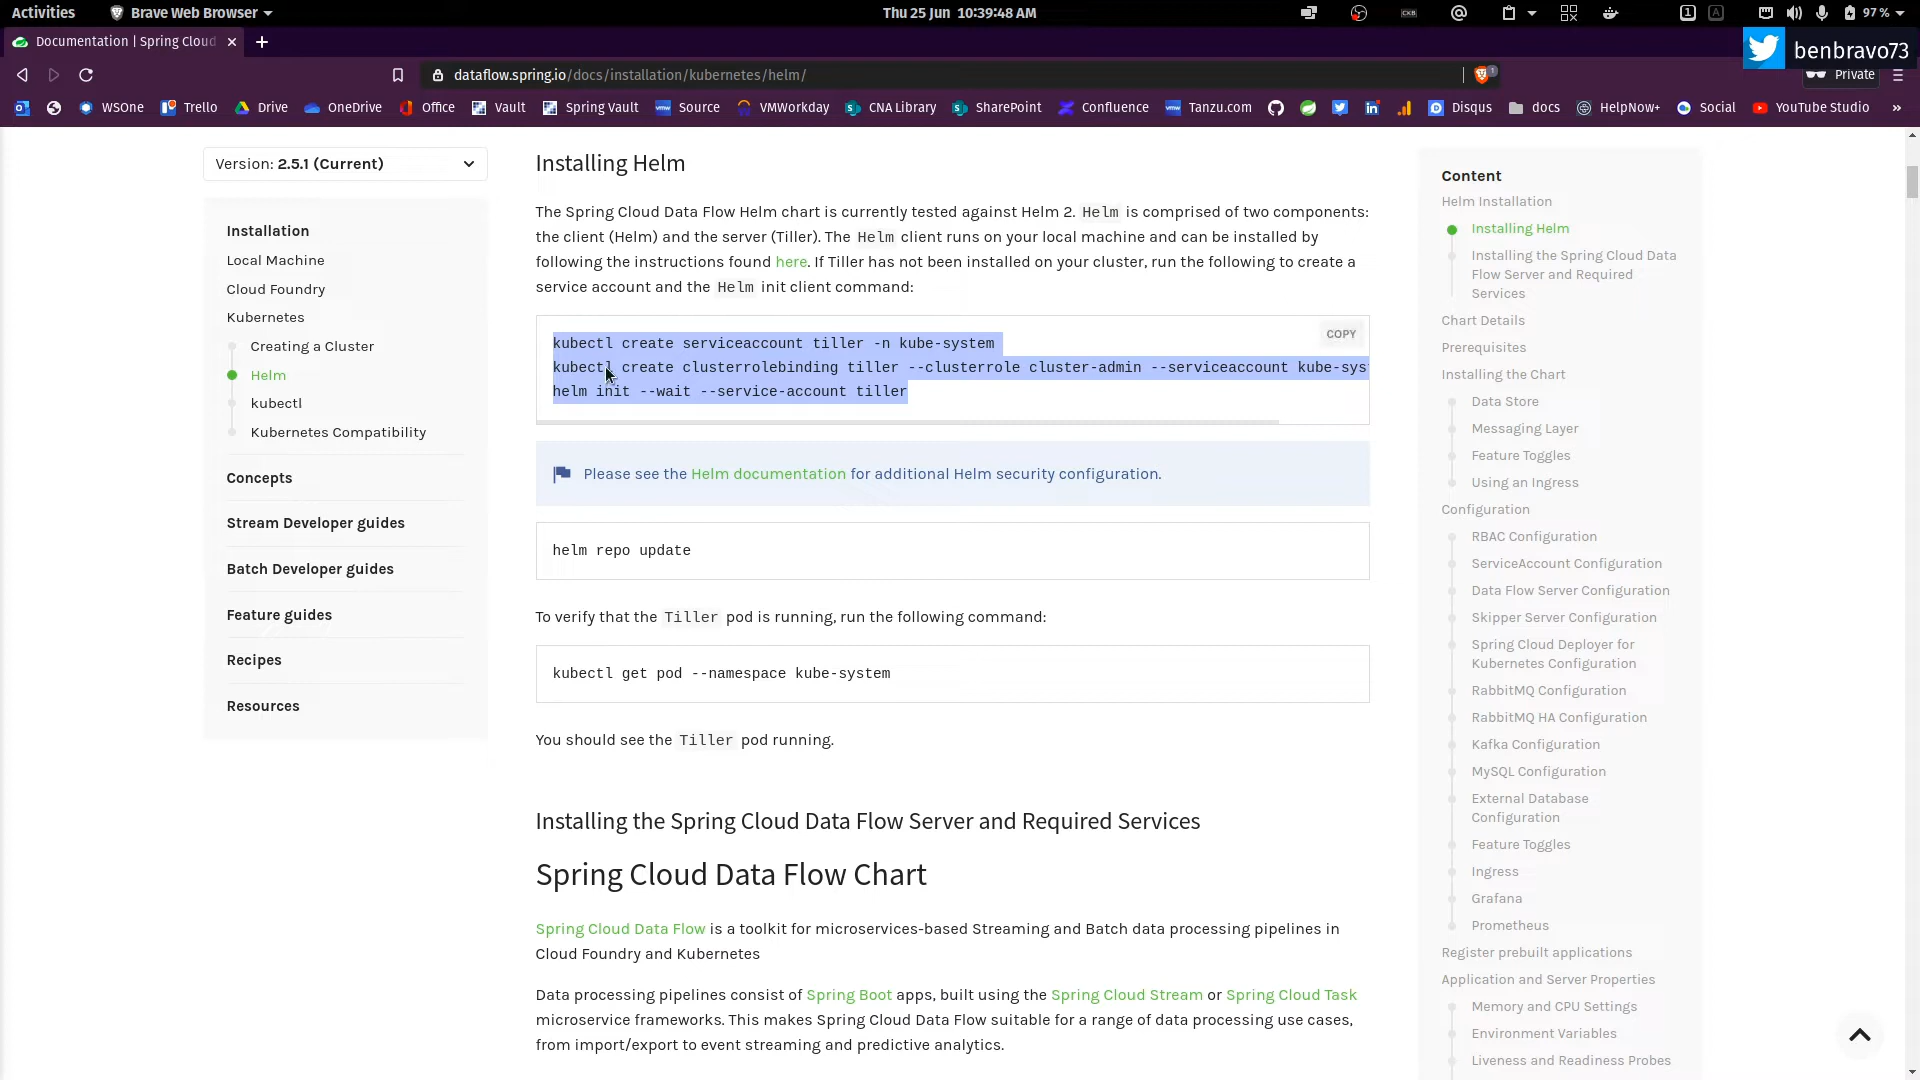 Activities
Brave Web Browser
Thu 25 Jun 10:39:48 AM
CKB
1
A
97 %
Documentation | Spring Cloud
benbravo73
dataflow.spring.io/docs/installation/kubernetes/helm/
1
Private
WSOne
Trello
Drive
OneDrive
Office
Vault
Spring Vault
Source
VMWorkday
CNA Library
SharePoint
Confluence
Tanzu.com
Disqus
docs
HelpNow+
Social
YouTube Studio
»
Version: 2.5.1 (Current)
Installation
Local Machine
Cloud Foundry
Kubernetes
Creating a Cluster
Helm
kubectl
Kubernetes Compatibility
Concepts
Stream Developer guides
Batch Developer guides
Feature guides
Recipes
Resources
Installing Helm
The Spring Cloud Data Flow Helm chart is currently tested against Helm 2. Helm is comprised of two components:
the client (Helm) and the server (Tiller). The Helm client runs on your local machine and can be installed by
following the instructions found here. If Tiller has not been installed on your cluster, run the following to create a
service account and the Helm init client command:
COPY
kubectl create serviceaccount tiller -n kube-system
kubectl create clusterrolebinding tiller --clusterrole cluster-admin --serviceaccount kube-sys
helm init --wait --service-account tiller
Please see the Helm documentation for additional Helm security configuration.
helm repo update
To verify that the Tiller pod is running, run the following command:
kubectl get pod --namespace kube-system
You should see the Tiller pod running.
Installing the Spring Cloud Data Flow Server and Required Services
Spring Cloud Data Flow Chart
Spring Cloud Data Flow is a toolkit for microservices-based Streaming and Batch data processing pipelines in
Cloud Foundry and Kubernetes
Data processing pipelines consist of Spring Boot apps, built using the Spring Cloud Stream or Spring Cloud Task
microservice frameworks. This makes Spring Cloud Data Flow suitable for a range of data processing use cases,
from import/export to event streaming and predictive analytics.
Content
Helm Installation
Installing Helm
Installing the Spring Cloud Data
Flow Server and Required
Services
Chart Details
Prerequisites
Installing the Chart
Data Store
Messaging Layer
Feature Toggles
Using an Ingress
Configuration
RBAC Configuration
ServiceAccount Configuration
Data Flow Server Configuration
Skipper Server Configuration
Spring Cloud Deployer for
Kubernetes Configuration
RabbitMQ Configuration
RabbitMQ HA Configuration
Kafka Configuration
MySQL Configuration
External Database
Configuration
Feature Toggles
Ingress
Grafana
Prometheus
Register prebuilt applications
Application and Server Properties
Memory and CPU Settings
Environment Variables
Liveness and Readiness Probes